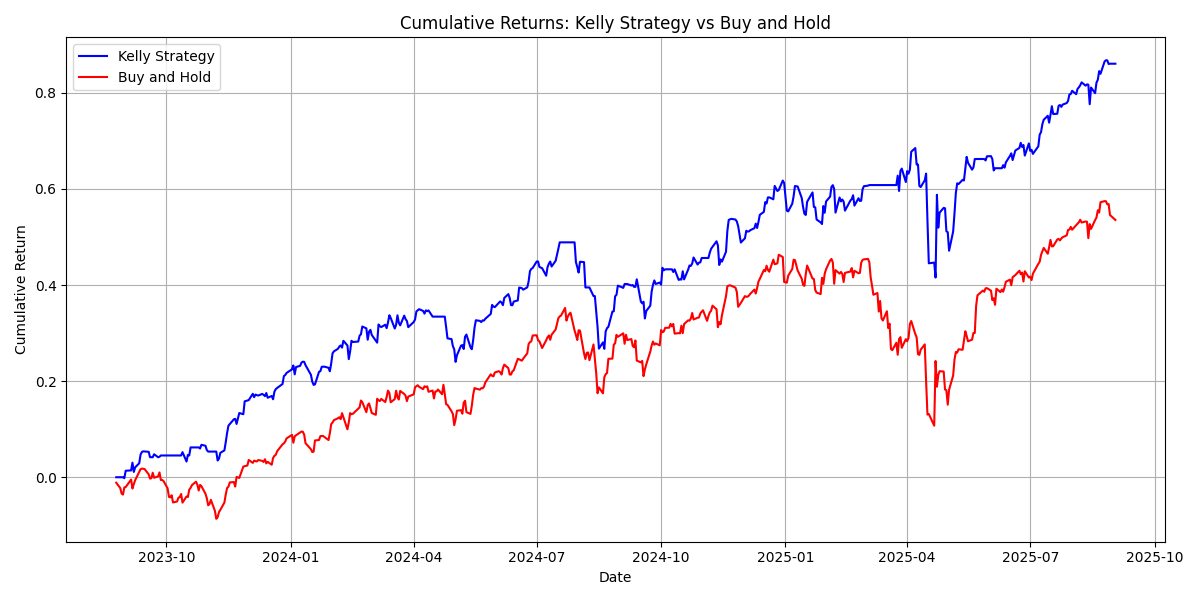 Cumulative Returns: Kelly Strategy vs Buy and Hold
Kelly Strategy
Buy and Hold
Cumulative Return
0.8
0.6
0.4
0.2
0.0
2023-10
2024-01
2024-04
2024-07
2024-10
2025-01
2025-04
2025-07
2025-10
Date